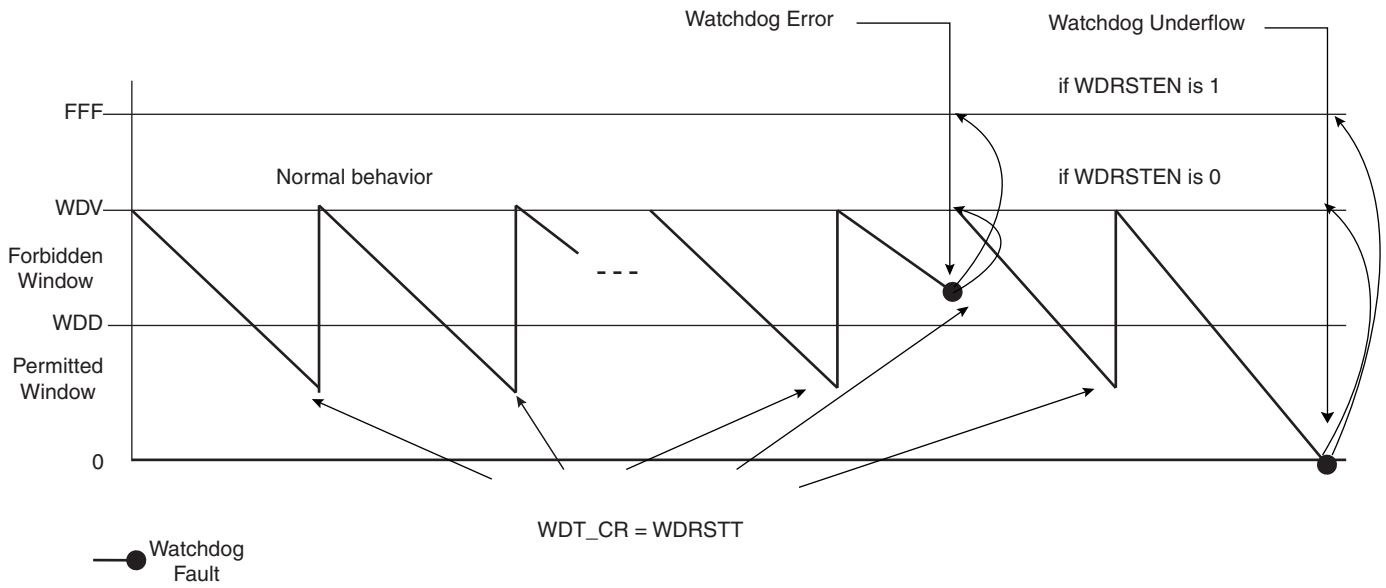 Watchdog Error
Watchdog Underflow
if WDRSTEN is 1
FFF
Normal behavior
if WDRSTEN is 0
WDV
Forbidden
Window
WDD
Permitted
Window
0
WDT_CR = WDRSTT
Watchdog
Fault